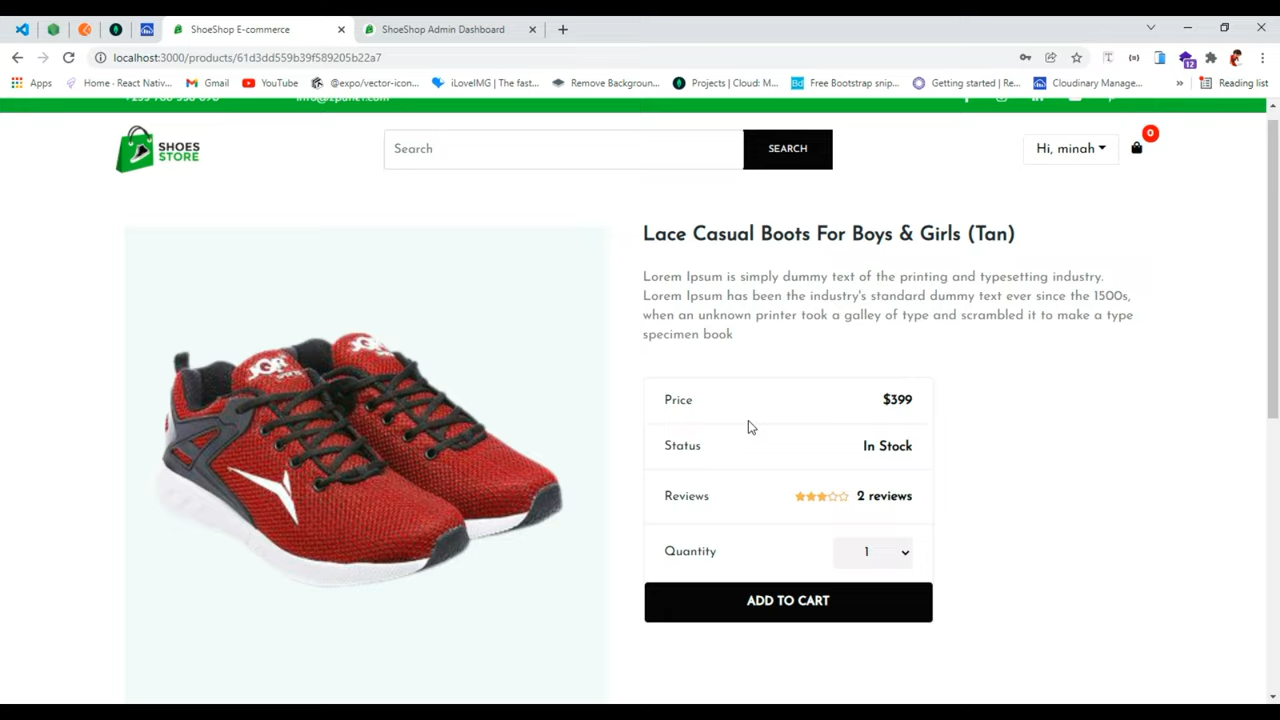 ShoeShop E-commerce
ShoeShop Admin Dashboard
localhost:3000/products/61d3dd559b39f589205b22a7
12
Apps
Home - React Nativ...
Gmail
YouTube
@expo/vector-icon...
iLoveIMG | The fast...
Remove Backgroun...
Projects | Cloud: M...
Free Bootstrap snip...
Getting started | Re...
Cloudinary Manage...
»
Reading list
SHOES
STORE
Search
SEARCH
Hi, minah
0
Lace Casual Boots For Boys & Girls (Tan)
Lorem Ipsum is simply dummy text of the printing and typesetting industry.
Lorem Ipsum has been the industry's standard dummy text ever since the 1500s,
when an unknown printer took a galley of type and scrambled it to make a type
specimen book
JQR
Price
$399
Status
In Stock
Reviews
2 reviews
Quantity
1
ADD TO CART